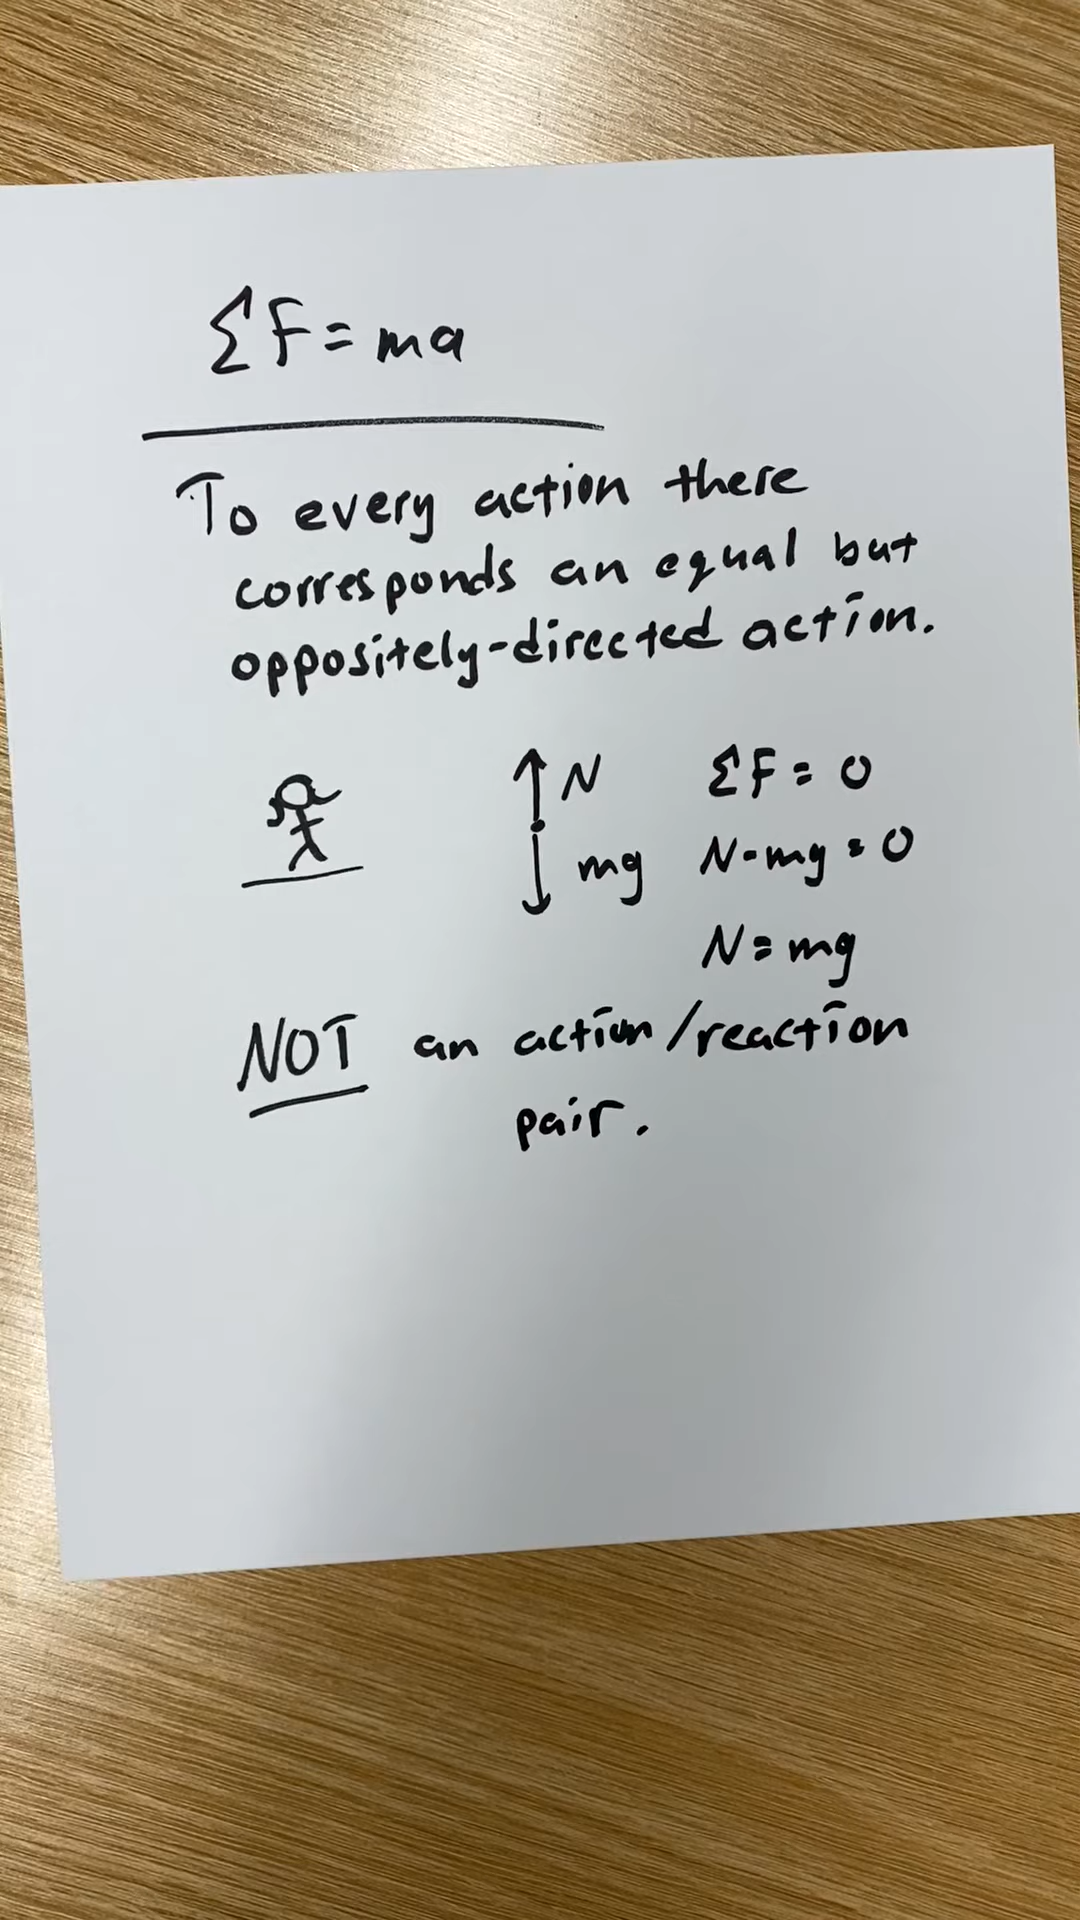 ΣF = ma
To every action there
corresponds an equal but
oppositely-directed action.
N
mg
ΣF = 0
N - mg = 0
N = mg
NOT an action/reaction
pair.